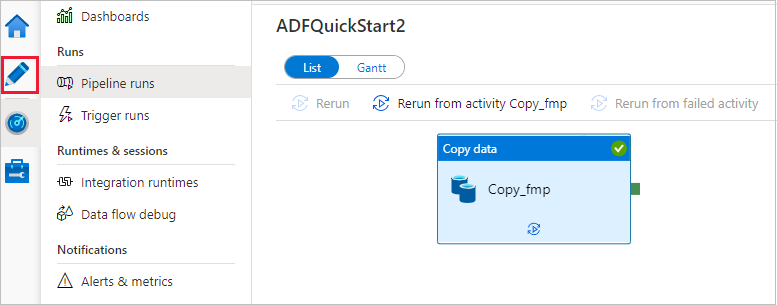 Dashboards
Runs
Pipeline runs
Trigger runs
Runtimes & sessions
Integration runtimes
Data flow debug
Notifications
Alerts & metrics
ADFQuickStart2
List Gantt
Rerun Rerun from activity Copy_fmp Rerun from failed activity
Copy data
Copy_fmp